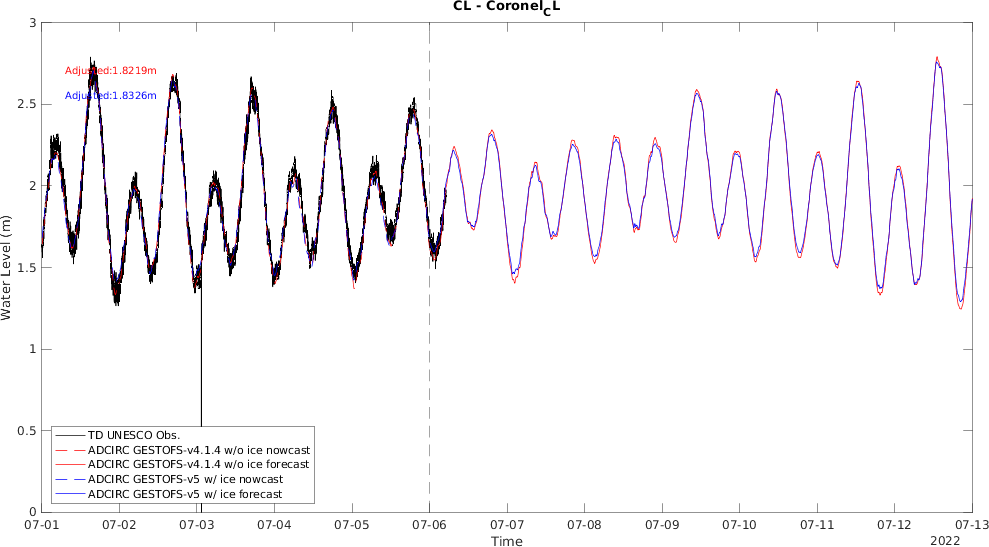 CL - Coronel_CL
3
Adjusted:1.8219m
Adjusted:1.8326m
2.5
2
1.5
1
0.5
0
Water Level (m)
TD UNESCO Obs.
ADCIRC GESTOFS-v4.1.4 w/o ice nowcast
ADCIRC GESTOFS-v4.1.4 w/o ice forecast
ADCIRC GESTOFS-v5 w/ ice nowcast
ADCIRC GESTOFS-v5 w/ ice forecast
07-01 07-02 07-03 07-04 07-05 07-06 07-07 07-08 07-09 07-10 07-11 07-12 07-13
Time
2022